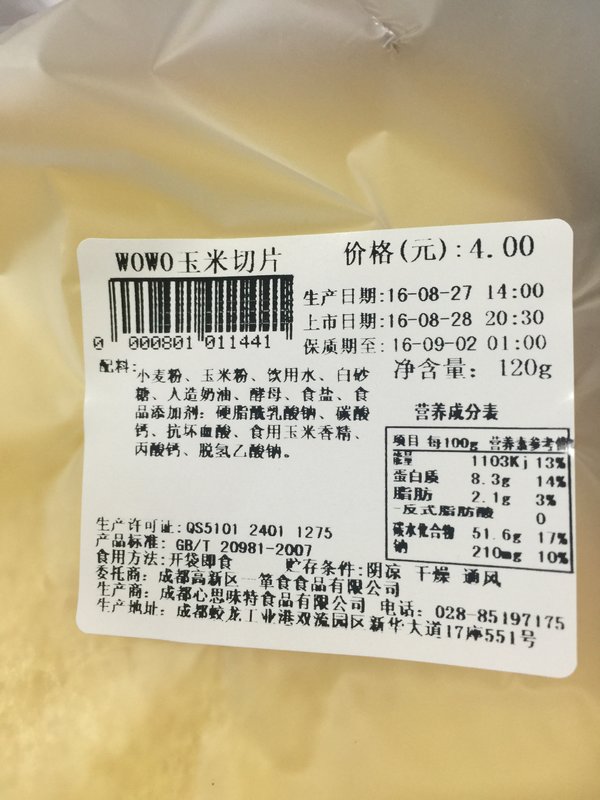 WOWO玉米切片
价格(元):4.00
0 000801 011441
生产日期:16-08-27 14:00
上市日期:16-08-28 20:30
保质期至:16-09-02 01:00
净含量: 120g
配料:小麦粉、玉米粉、饮用水、白砂
糖、人造奶油、酵母、食盐、食
品添加剂:硬脂酰乳酸钠、碳酸
钙、抗坏血酸、食用玉米香精、
丙酸钙、脱氢乙酸钠。
营养成分表
项目 每100g 营养素参考值
能量 1103Kj 13%
蛋白质 8.3g 14%
脂肪 2.1g 3%
-反式脂肪酸 0
碳水化合物 51.6g 17%
钠 210mg 10%
生产许可证:QS5101 2401 1275
产品标准: GB/T 20981-2007
食用方法:开袋即食 贮存条件:阴凉 干燥 通风
委托商: 成都高新区一箪食食品有限公司
生产商: 成都心思味特食品有限公司 电话: 028-85197175
生产地址: 成都蛟龙工业港双流园区新华大道17座551号